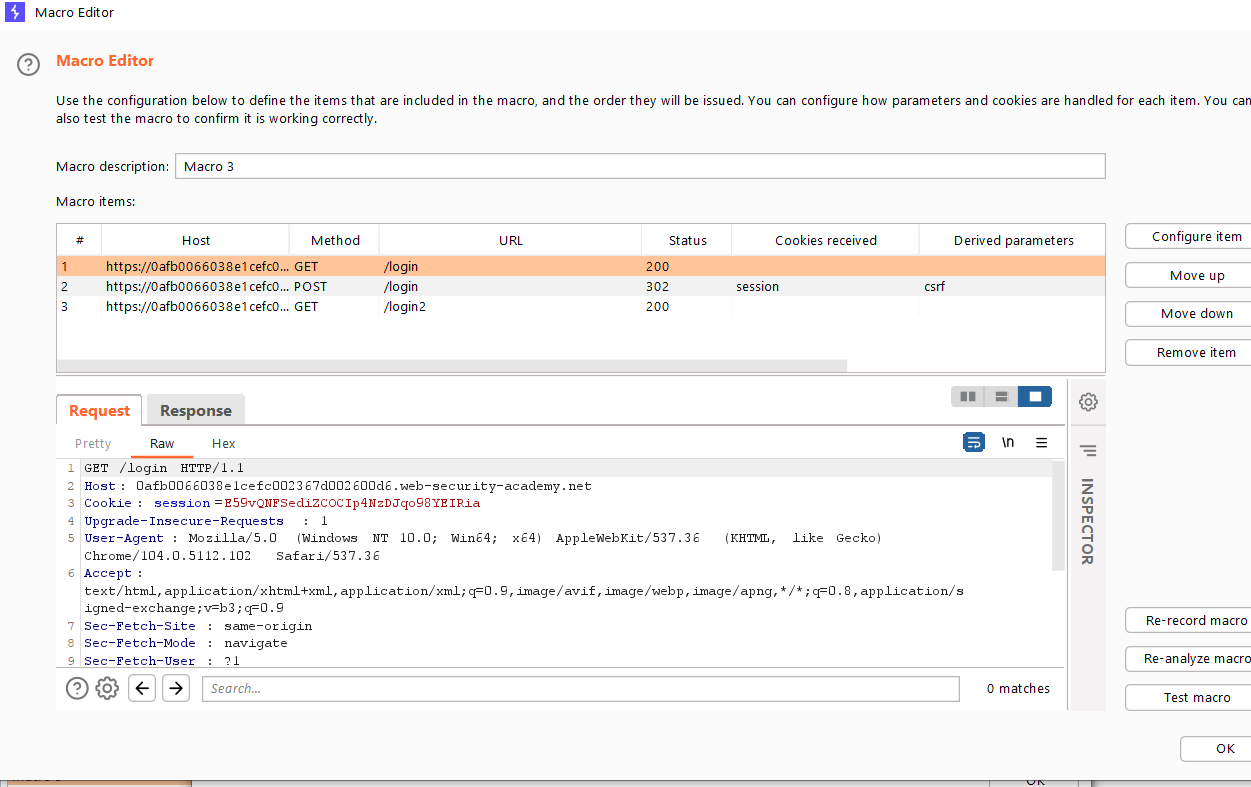 Macro Editor
Macro Editor
Use the configuration below to define the items that are included in the macro, and the order they will be issued. You can configure how parameters and cookies are handled for each item. You can
also test the macro to confirm it is working correctly.
Macro description: Macro 3
Macro items:
# Host Method URL Status Cookies received Derived parameters
1 https://0afb0066038e1cefc0... GET /login 200
2 https://0afb0066038e1cefc0... POST /login 302 session csrf
3 https://0afb0066038e1cefc0... GET /login2 200
Configure item
Move up
Move down
Remove item
Request Response
Pretty Raw Hex
\n
1 GET /login HTTP/1.1
2 Host: 0afb0066038e1cefc002367d002600d6.web-security-academy.net
3 Cookie: session=E59vQNFSediZCOCIp4NzDJqo98YEIRia
4 Upgrade-Insecure-Requests : 1
5 User-Agent : Mozilla/5.0 (Windows NT 10.0; Win64; x64) AppleWebKit/537.36 (KHTML, like Gecko)
Chrome/104.0.5112.102 Safari/537.36
6 Accept :
text/html,application/xhtml+xml,application/xml;q=0.9,image/avif,image/webp,image/apng,*/*;q=0.8,application/s
igned-exchange;v=b3;q=0.9
7 Sec-Fetch-Site : same-origin
8 Sec-Fetch-Mode : navigate
9 Sec-Fetch-User : ?1
INSPECTOR
Search...
0 matches
Re-record macro
Re-analyze macro
Test macro
OK
OK